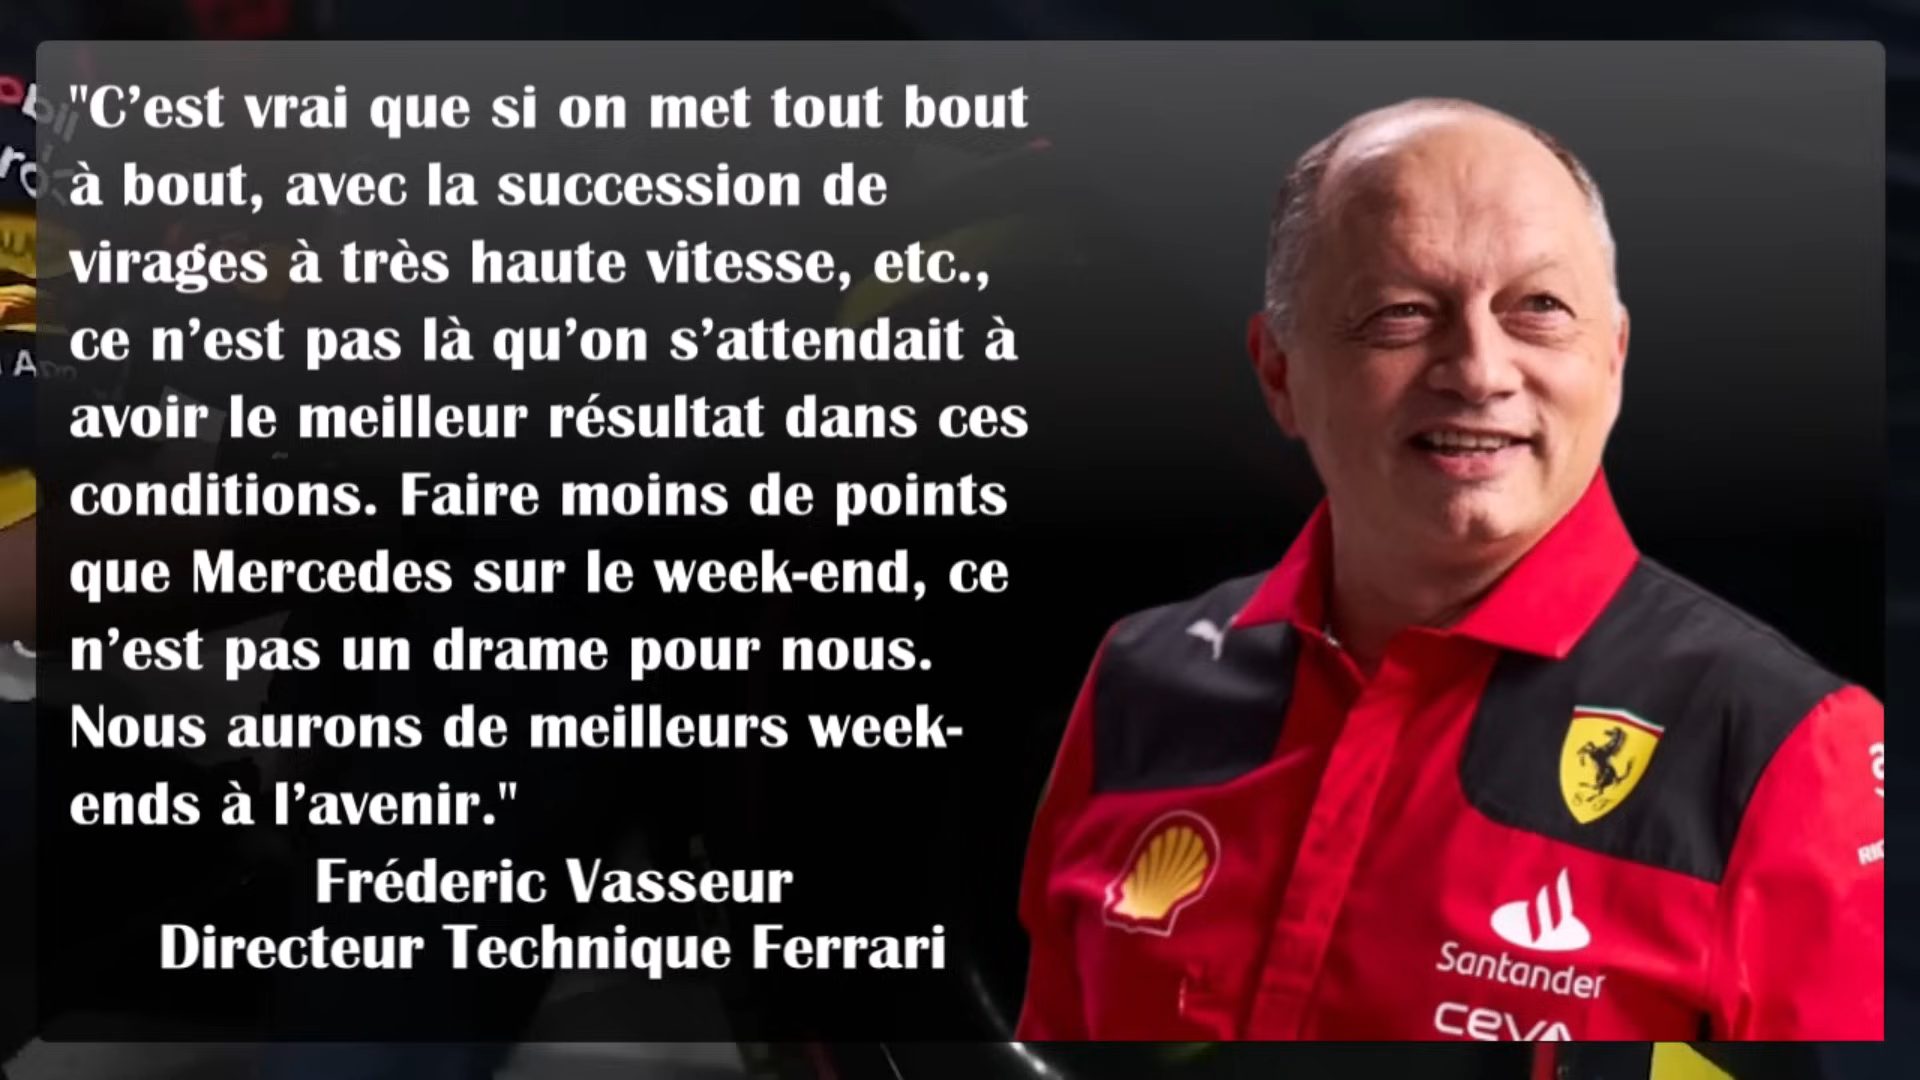 "C’est vrai que si on met tout bout
à bout, avec la succession de
virages à très haute vitesse, etc.,
ce n’est pas là qu’on s’attendait à
avoir le meilleur résultat dans ces
conditions. Faire moins de points
que Mercedes sur le week-end, ce
n’est pas un drame pour nous.
Nous aurons de meilleurs week-
ends à l’avenir."
Fréderic Vasseur
Directeur Technique Ferrari
Santander
ceva